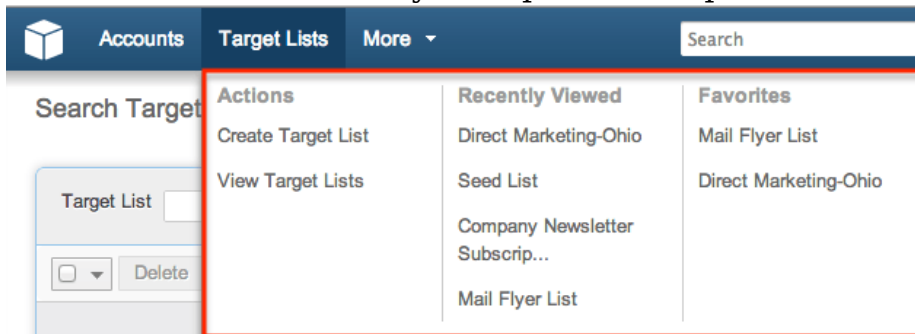 Accounts Target Lists More Search
Search Target
Actions
Create Target List
View Target Lists
Recently Viewed
Direct Marketing-Ohio
Seed List
Company Newsletter
Subscrip...
Mail Flyer List
Favorites
Mail Flyer List
Direct Marketing-Ohio
Target List
Delete